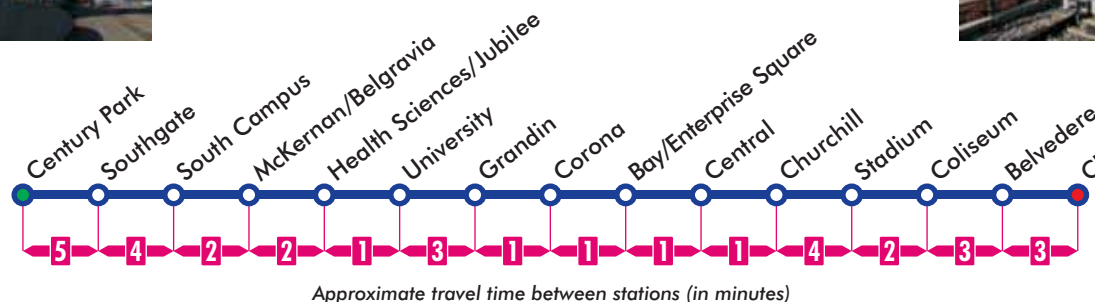 Century Park
Southgate
South Campus
McKernan/Belgravia
Health Sciences/Jubilee
University
Grandin
Corona
Bay/Enterprise Square
Central
Churchill
Stadium
Coliseum
Belvedere
5 4 2 2 1 3 1 1 1 1 4 2 3 3
Approximate travel time between stations (in minutes)